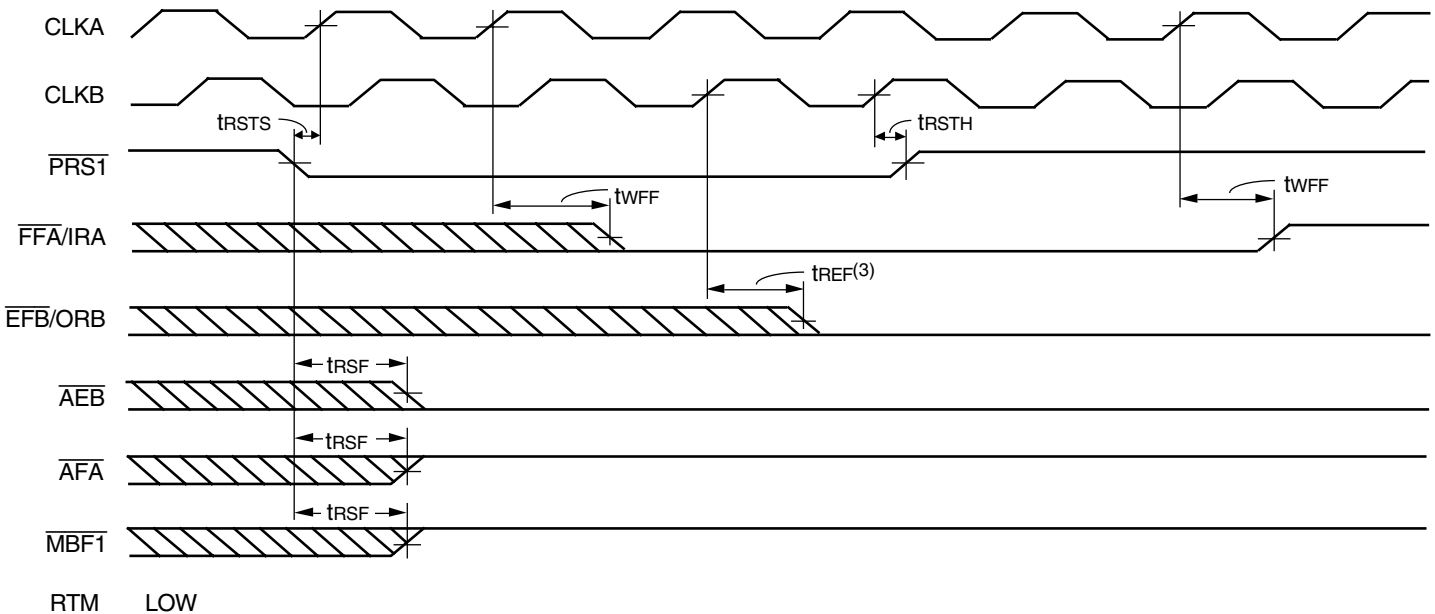 CLKA
CLKB
tRSTS
tRSTH
PRS1
tWFF
tWFF
FFA/IRA
tREF(3)
EFB/ORB
tRSF
AEB
tRSF
AFA
tRSF
MBF1
RTM LOW